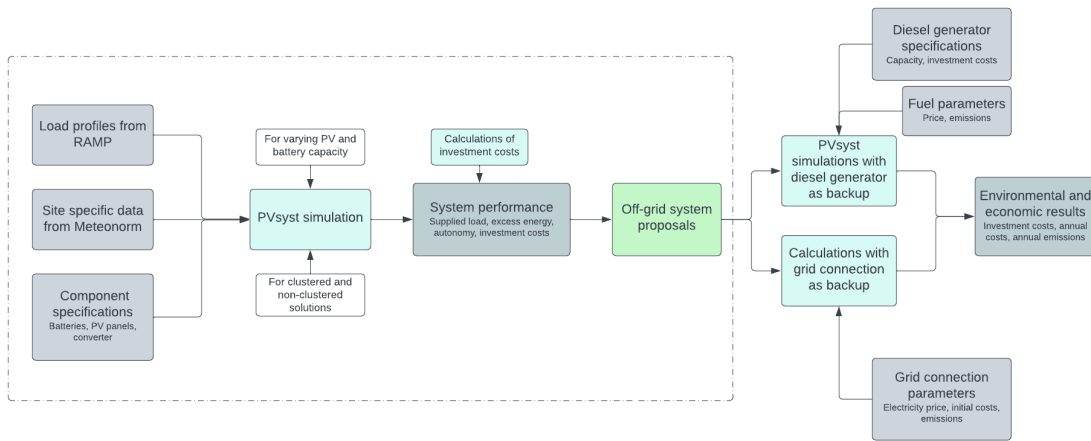 Diesel generator
specifications
Capacity, investment costs
Fuel parameters
Price, emissions
Load profiles from
RAMP
For varying PV and
battery capacity
Calculations of
investment costs
PVsyst
simulations with
diesel generator
as backup
Site specific data
from Meteonorm
PVsyst simulation
System performance
Supplied load, excess energy,
autonomy, investment costs
Off-grid system
proposals
Environmental and
economic results
Investment costs, annual
costs, annual emissions
Calculations with
grid connection
as backup
Component
specifications
Batteries, PV panels,
converter
For clustered and
non-clustered
solutions
Grid connection
parameters
Electricity price, initial costs,
emissions